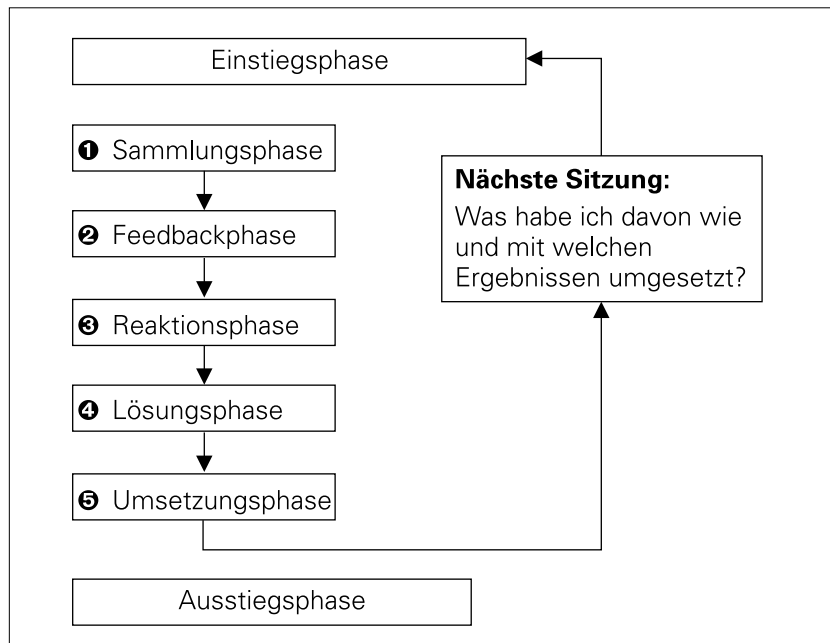 Einstiegsphase
❶ Sammlungsphase
❷ Feedbackphase
❸ Reaktionsphase
❹ Lösungsphase
❺ Umsetzungsphase
Nächste Sitzung:
Was habe ich davon wie
und mit welchen
Ergebnissen umgesetzt?
Ausstiegsphase